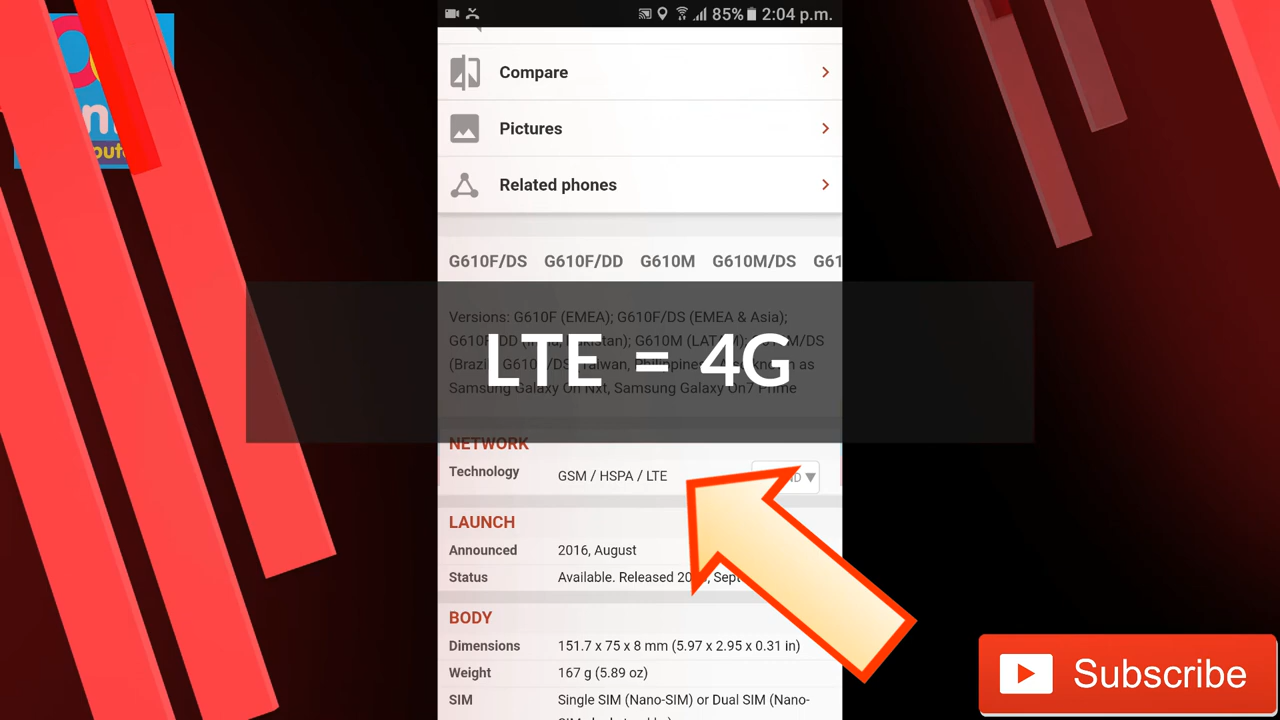 85% 2:04 p.m.
Compare
Pictures
Related phones
G610F/DS G610F/DD G610M G610M/DS G61
Versions: G610F (EMEA); G610F/DS (EMEA & Asia);
LTE = 4G
Samsung Galaxy On Nxt, Samsung Galaxy On7 Prime
NETWORK
Technology GSM / HSPA / LTE
LAUNCH
Announced 2016, August
Status Available. Released
BODY
Dimensions 151.7 x 75 x 8 mm (5.97 x 2.95 x 0.31 in)
Weight 167 g (5.89 oz)
SIM Single SIM (Nano-SIM) or Dual SIM (Nano-
Subscribe